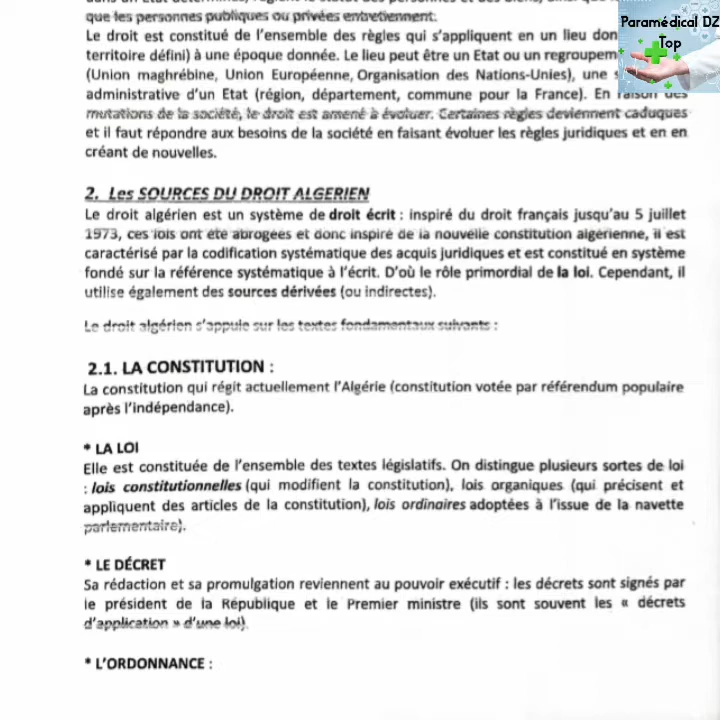 que les personnes publiques ou privées entretiennent.
Le droit est constitué de l'ensemble des règles qui s'appliquent en un lieu don
territoire défini) à une époque donnée. Le lieu peut être un Etat ou un regroupem
(Union maghrébine, Union Européenne, Organisation des Nations-Unies), une s
administrative d'un Etat (région, département, commune pour la France). En raison des
mutations de la société, le droit est amené à évoluer. Certaines règles deviennent caduques
et il faut répondre aux besoins de la société en faisant évoluer les règles juridiques et en en
créant de nouvelles.
2. Les SOURCES DU DROIT ALGERIEN
Le droit algérien est un système de droit écrit : inspiré du droit français jusqu'au 5 juillet
1973, ces lois ont été abrogées et donc inspiré de la nouvelle constitution algérienne, il est
caractérisé par la codification systématique des acquis juridiques et est constitué en système
fondé sur la référence systématique à l'écrit. D'où le rôle primordial de la loi. Cependant, il
utilise également des sources dérivées (ou indirectes).
Le droit algérien s'appuie sur les textes fondamentaux suivants :
2.1. LA CONSTITUTION :
La constitution qui régit actuellement l'Algérie (constitution votée par référendum populaire
après l'indépendance).
* LA LOI
Elle est constituée de l'ensemble des textes législatifs. On distingue plusieurs sortes de loi
: lois constitutionnelles (qui modifient la constitution), lois organiques (qui précisent et
appliquent des articles de la constitution), lois ordinaires adoptées à l'issue de la navette
parlementaire).
* LE DÉCRET
Sa rédaction et sa promulgation reviennent au pouvoir exécutif : les décrets sont signés par
le président de la République et le Premier ministre (ils sont souvent les « décrets
d'application » d'une loi).
* L'ORDONNANCE :
Paramédical DZ
Top